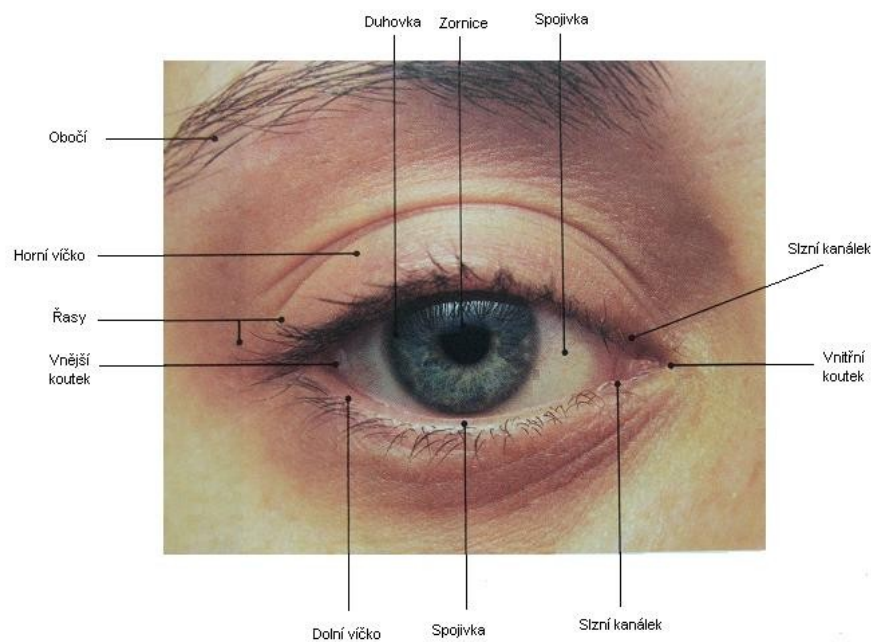 Duhovka
Zornice
Spojivka
Obočí
Horní víčko
Slzní kanálek
Řasy
Vnější
koutek
Vnitřní
koutek
Dolní víčko
Spojivka
Slzní kanálek